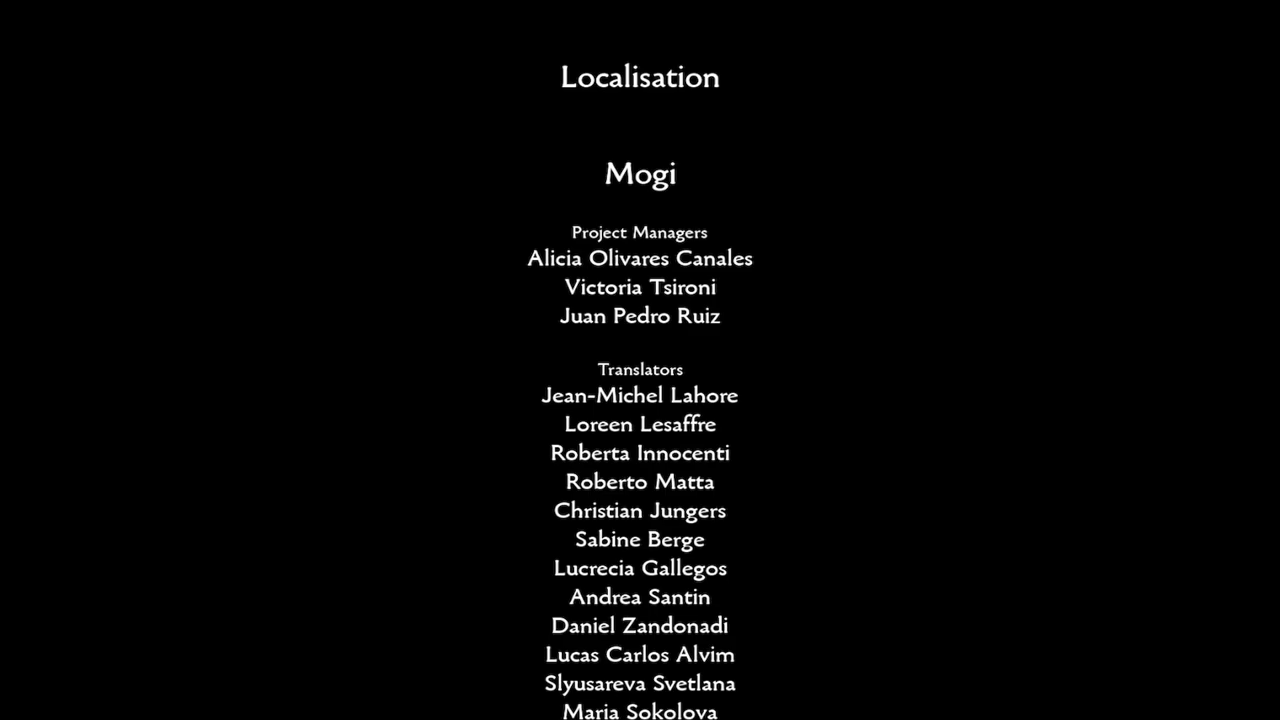 Localisation
Mogi
Project Managers
Alicia Olivares Canales
Victoria Tsironi
Juan Pedro Ruiz
Translators
Jean-Michel Lahore
Loreen Lesaffre
Roberta Innocenti
Roberto Matta
Christian Jungers
Sabine Berge
Lucrecia Gallegos
Andrea Santin
Daniel Zandonadi
Lucas Carlos Alvim
Slyusareva Svetlana
Maria Sokolova